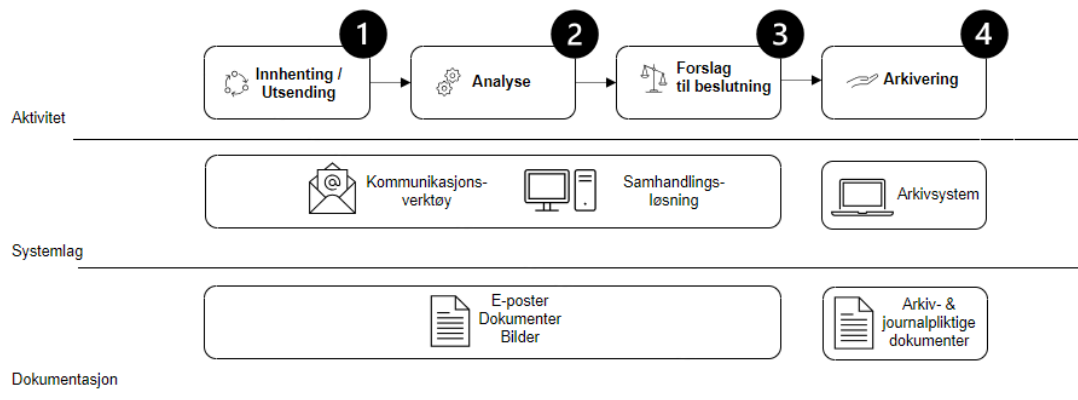 1
2
3
4
Innhenting /
Utsending
Analyse
Forslag
til beslutning
Arkivering
Aktivitet
@
Kommunikasjons-
verktøy
Samhandlings-
løsning
Arkivsystem
Systemlag
E-poster
Dokumenter
Bilder
Arkiv- &
journalpliktige
dokumenter
Dokumentasjon